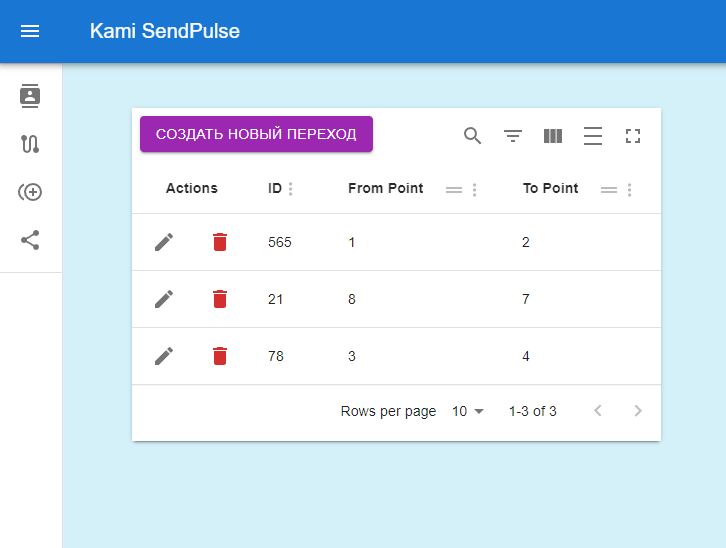 Kami SendPulse
СОЗДАТЬ НОВЫЙ ПЕРЕХОД
Actions ID From Point To Point
565 1 2
21 8 7
78 3 4
Rows per page 10 1-3 of 3